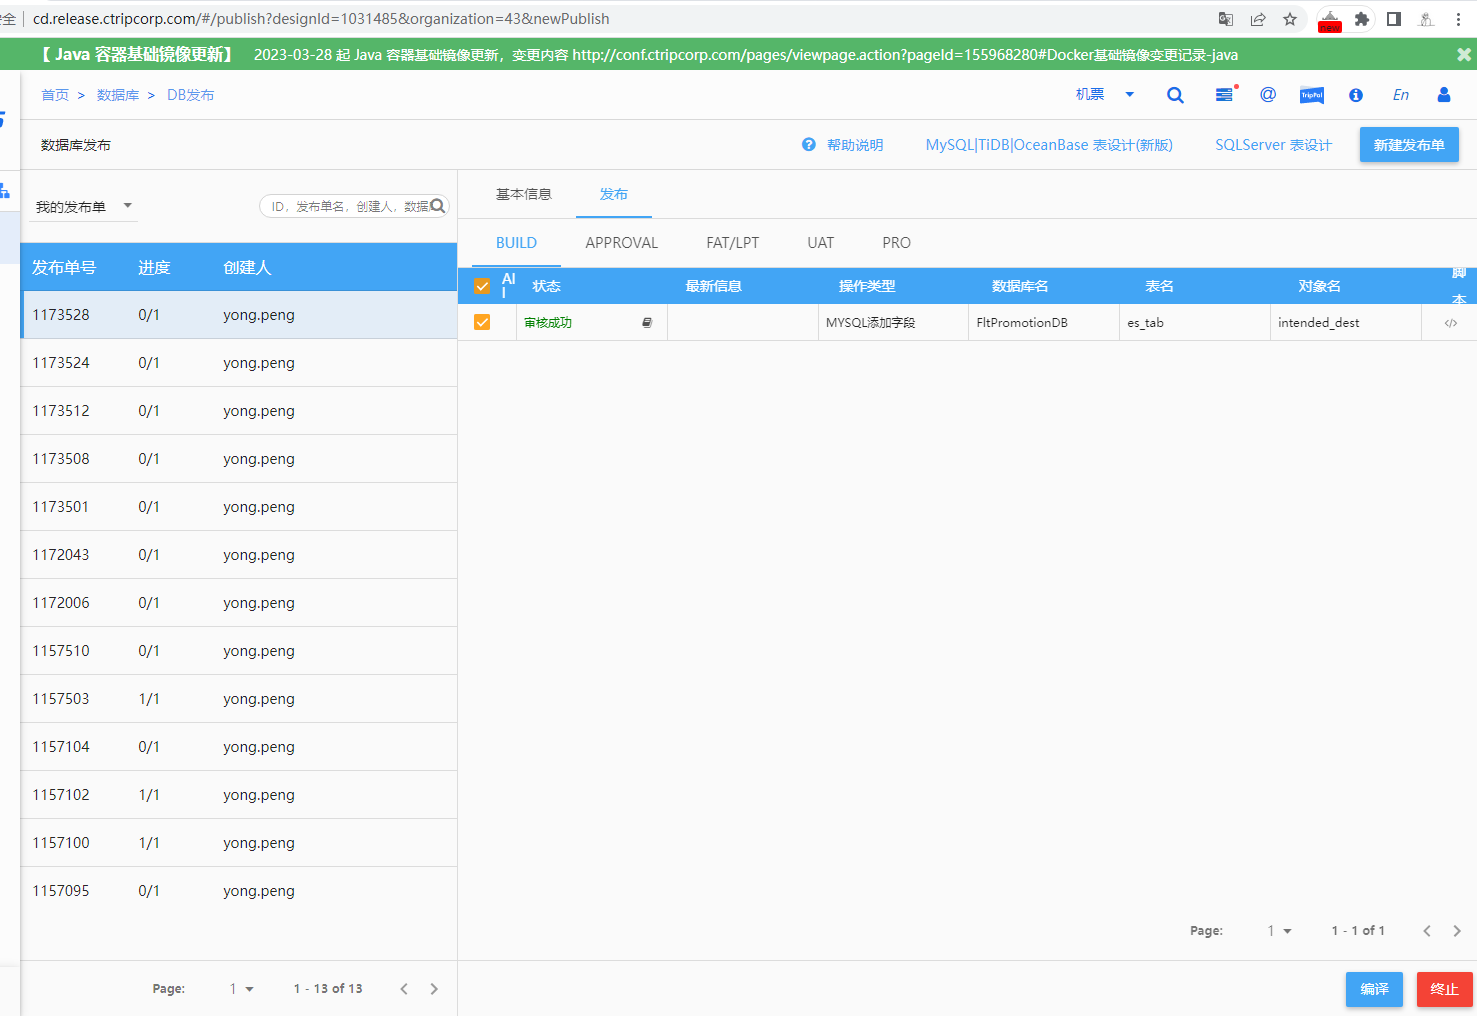 全 cd.release.ctripcorp.com/#/publish?designId=1031485&organization=43&newPublish
new
【 Java 容器基础镜像更新】 2023-03-28 起 Java 容器基础镜像更新，变更内容 http://conf.ctripcorp.com/pages/viewpage.action?pageId=155968280#Docker基础镜像变更记录-java
首页 > 数据库 > DB发布
机票 @ TripPal En
数据库发布
帮助说明 MySQL|TiDB|OceanBase 表设计(新版) SQLServer 表设计 新建发布单
我的发布单 ID，发布单名，创建人，数据
基本信息 发布
BUILD APPROVAL FAT/LPT UAT PRO
发布单号 进度 创建人
1173528 0/1 yong.peng
1173524 0/1 yong.peng
1173512 0/1 yong.peng
1173508 0/1 yong.peng
1173501 0/1 yong.peng
1172043 0/1 yong.peng
1172006 0/1 yong.peng
1157510 0/1 yong.peng
1157503 1/1 yong.peng
1157104 0/1 yong.peng
1157102 1/1 yong.peng
1157100 1/1 yong.peng
1157095 0/1 yong.peng
Page: 1 1 - 13 of 13
Al
l
状态 最新信息 操作类型 数据库名 表名 对象名
脚
本
审核成功 MYSQL添加字段 FltPromotionDB es_tab intended_dest </>
Page: 1 1 - 1 of 1
编译 终止